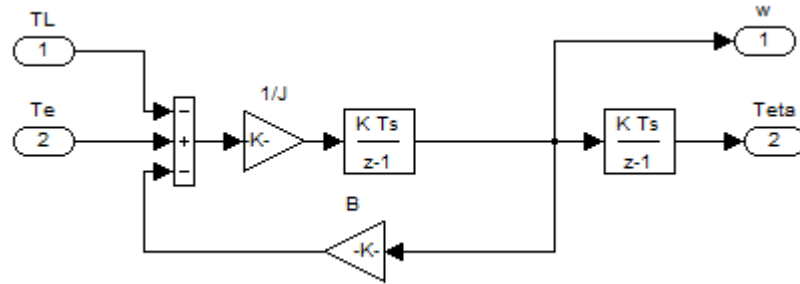 TL
1
w
1
Te
2
−
+
−
1/J
-K-
K Ts
z-1
K Ts
z-1
Teta
2
B
-K-